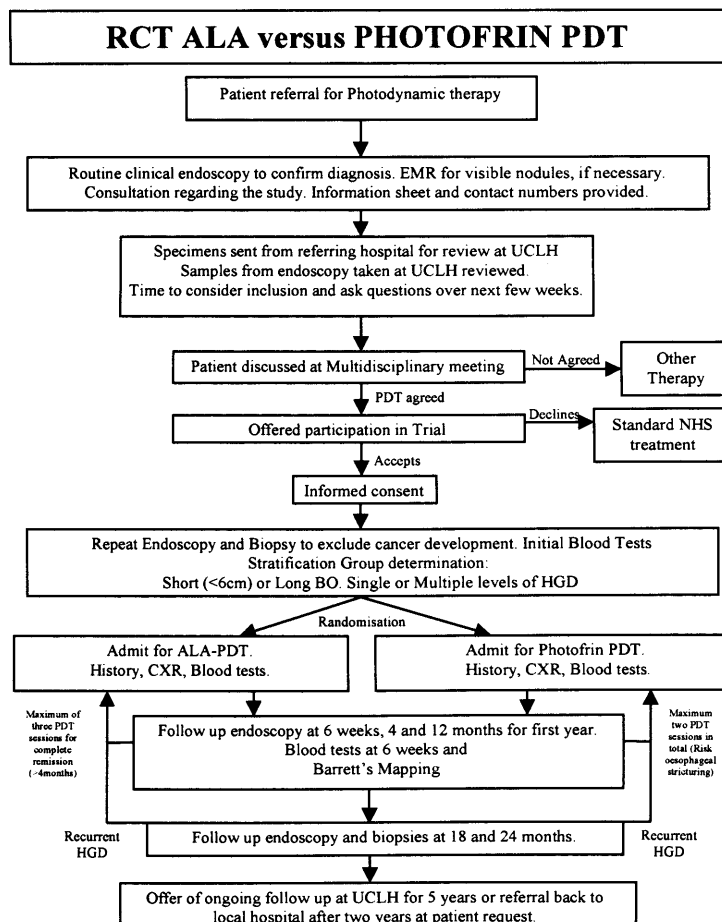 RCT ALA versus PHOTOFRIN PDT
Patient referral for Photodynamic therapy
Routine clinical endoscopy to confirm diagnosis. EMR for visible nodules, if necessary.
Consultation regarding the study. Information sheet and contact numbers provided.
Specimens sent from referring hospital for review at UCLH
Samples from endoscopy taken at UCLH reviewed.
Time to consider inclusion and ask questions over next few weeks.
Patient discussed at Multidisciplinary meeting
Not Agreed
Other
Therapy
PDT agreed
Offered participation in Trial
Declines
Standard NHS
treatment
Accepts
Informed consent
Repeat Endoscopy and Biopsy to exclude cancer development. Initial Blood Tests
Stratification Group determination:
Short (<6cm) or Long BO. Single or Multiple levels of HGD
Randomisation
Admit for ALA-PDT.
History, CXR, Blood tests.
Admit for Photofrin PDT.
History, CXR, Blood tests.
Maximum of
three PDT
sessions for
complete
remission
(>4months)
Follow up endoscopy at 6 weeks, 4 and 12 months for first year.
Blood tests at 6 weeks and
Barrett's Mapping
Maximum
two PDT
sessions in
total (Risk
oesophageal
stricturing)
Recurrent
HGD
Follow up endoscopy and biopsies at 18 and 24 months.
Recurrent
HGD
Offer of ongoing follow up at UCLH for 5 years or referral back to
local hospital after two years at patient request.